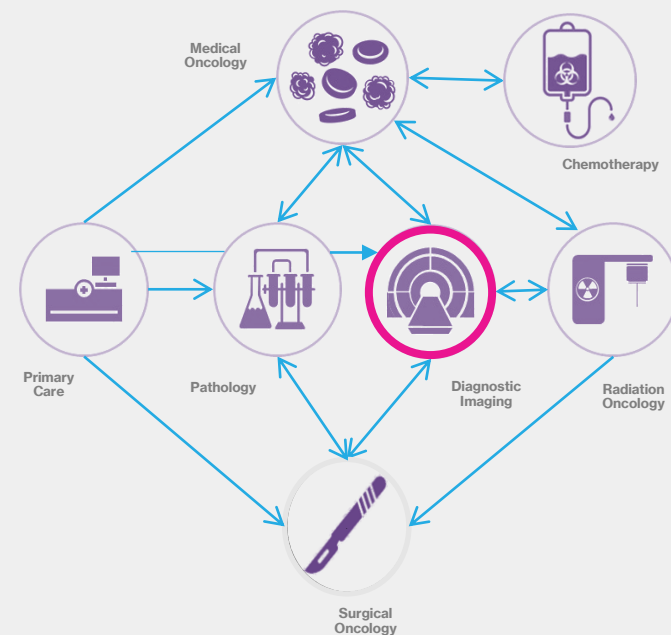 Medical
Oncology
Chemotherapy
Primary
Care
Pathology
Diagnostic
Imaging
Radiation
Oncology
Surgical
Oncology